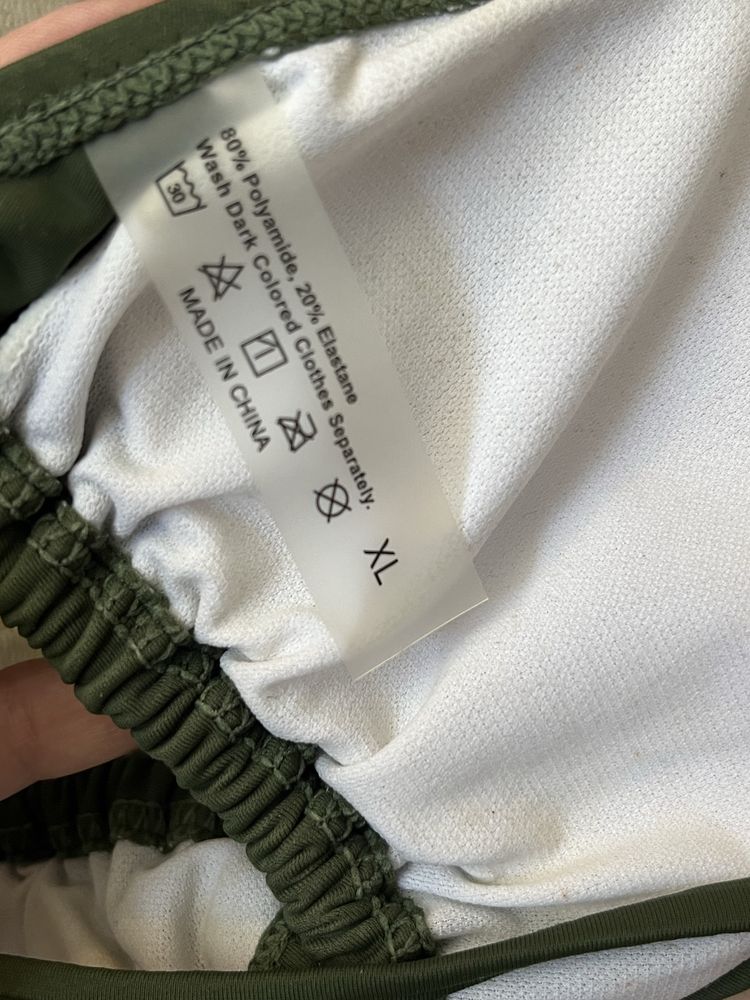 80% Polyamide, 20% Elastane
Wash Dark Colored Clothes Separately.
30
MADE IN CHINA
XL